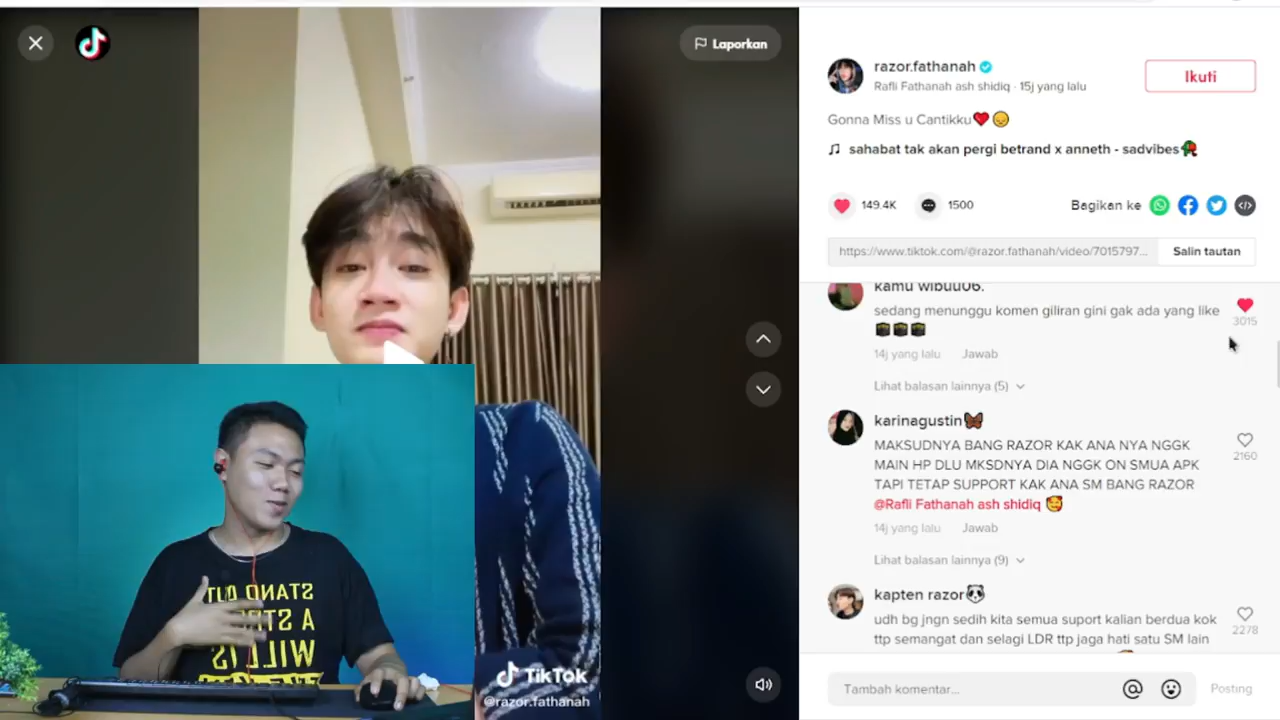 Laporkan
razor.fathanah
Rafli Fathanah ash shidiq · 15j yang lalu
Ikuti
Gonna Miss u Cantikku❤️😔
♫ sahabat tak akan pergi betrand x anneth - sadvibes🥀
149.4K
1500
Bagikan ke
https://www.tiktok.com/@razor.fathanah/video/7015797...
Salin tautan
kamu wibuu06.
sedang menunggu komen giliran gini gak ada yang like
3015
14j yang lalu Jawab
Lihat balasan lainnya (5)
karinagustin🦋
MAKSUDNYA BANG RAZOR KAK ANA NYA NGGK
MAIN HP DLU MKSDNYA DIA NGGK ON SMUA APK
TAPI TETAP SUPPORT KAK ANA SM BANG RAZOR
@Rafli Fathanah ash shidiq 🥰
2160
14j yang lalu Jawab
Lihat balasan lainnya (9)
kapten razor🐼
udh bg jngn sedih kita semua suport kalian berdua kok
ttp semangat dan selagi LDR ttp jaga hati satu SM lain
2278
Tambah komentar...
Posting
TikTok
@razor.fathanah
STAND OUT
WILL IS